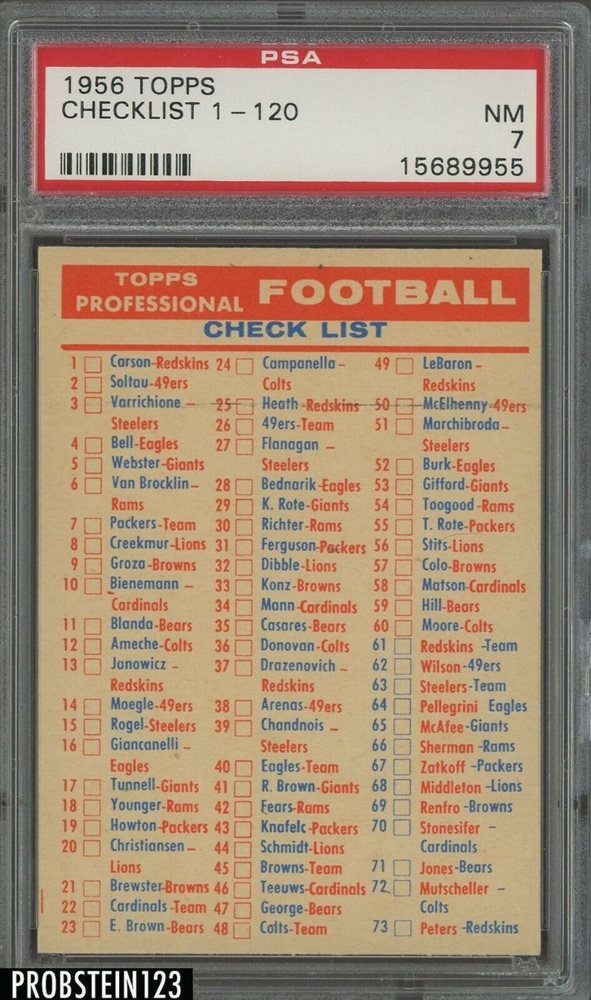 PSA
1956 TOPPS
CHECKLIST 1 – 120
NM
7
15689955
TOPPS
PROFESSIONAL FOOTBALL
CHECK LIST
1 Carson-Redskins
2 Soltau-49ers
3 Varrichione –
Steelers
4 Bell-Eagles
5 Webster-Giants
6 Van Brocklin –
Rams
7 Packers-Team
8 Creekmur-Lions
9 Groza-Browns
10 Bienemann –
Cardinals
11 Blanda-Bears
12 Ameche-Colts
13 Janowicz –
Redskins
14 Moegle-49ers
15 Rogel-Steelers
16 Giancanelli –
Eagles
17 Tunnell-Giants
18 Younger-Rams
19 Howton-Packers
20 Christiansen –
Lions
21 Brewster-Browns
22 Cardinals-Team
23 E. Brown-Bears
24 Campanella –
Colts
25 Heath-Redskins
26 49ers-Team
27 Flanagan –
Steelers
28 Bednarik-Eagles
29 K. Rote-Giants
30 Richter-Rams
31 Ferguson-Packers
32 Dibble-Lions
33 Konz-Browns
34 Mann-Cardinals
35 Casares-Bears
36 Donovan-Colts
37 Drazenovich –
Redskins
38 Arenas-49ers
39 Chandnois –
Steelers
40 Eagles-Team
41 R. Brown-Giants
42 Fears-Rams
43 Knafelc-Packers
44 Schmidt-Lions
45 Browns-Team
46 Teeuws-Cardinals
47 George-Bears
48 Colts-Team
49 LeBaron –
Redskins
50 McElhenny-49ers
51 Marchibroda –
Steelers
52 Burk-Eagles
53 Gifford-Giants
54 Toogood-Rams
55 T. Rote-Packers
56 Stits-Lions
57 Colo-Browns
58 Matson-Cardinals
59 Hill-Bears
60 Moore-Colts
61 Redskins-Team
62 Wilson-49ers
63 Steelers-Team
64 Pellegrini Eagles
65 McAfee-Giants
66 Sherman-Rams
67 Zatkoff-Packers
68 Middleton-Lions
69 Renfro-Browns
70 Stonesifer –
Cardinals
71 Jones-Bears
72 Mutscheller –
Colts
73 Peters-Redskins
PROBSTEIN123